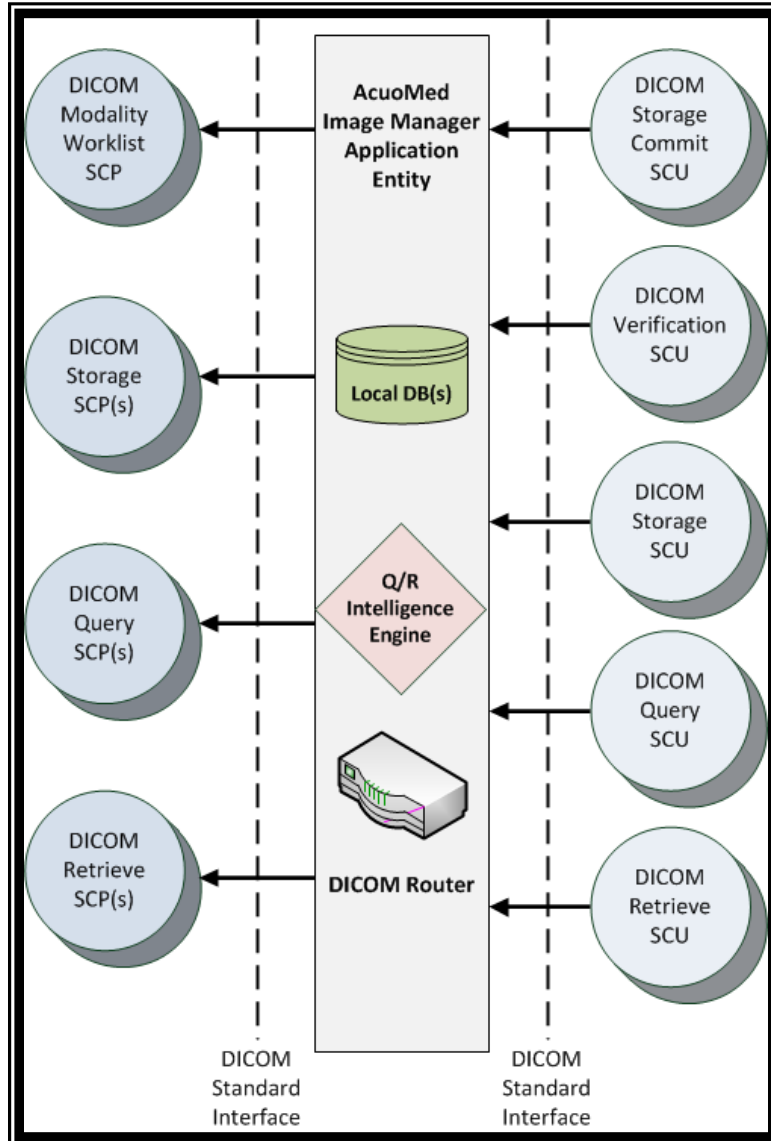 DICOM
Modality
Worklist
SCP
DICOM
Storage
SCP(s)
DICOM
Query
SCP(s)
DICOM
Retrieve
SCP(s)
AcuoMed
Image Manager
Application
Entity
Local DB(s)
Q/R
Intelligence
Engine
DICOM Router
DICOM
Storage
Commit
SCU
DICOM
Verification
SCU
DICOM
Storage
SCU
DICOM
Query
SCU
DICOM
Retrieve
SCU
DICOM
Standard
Interface
DICOM
Standard
Interface